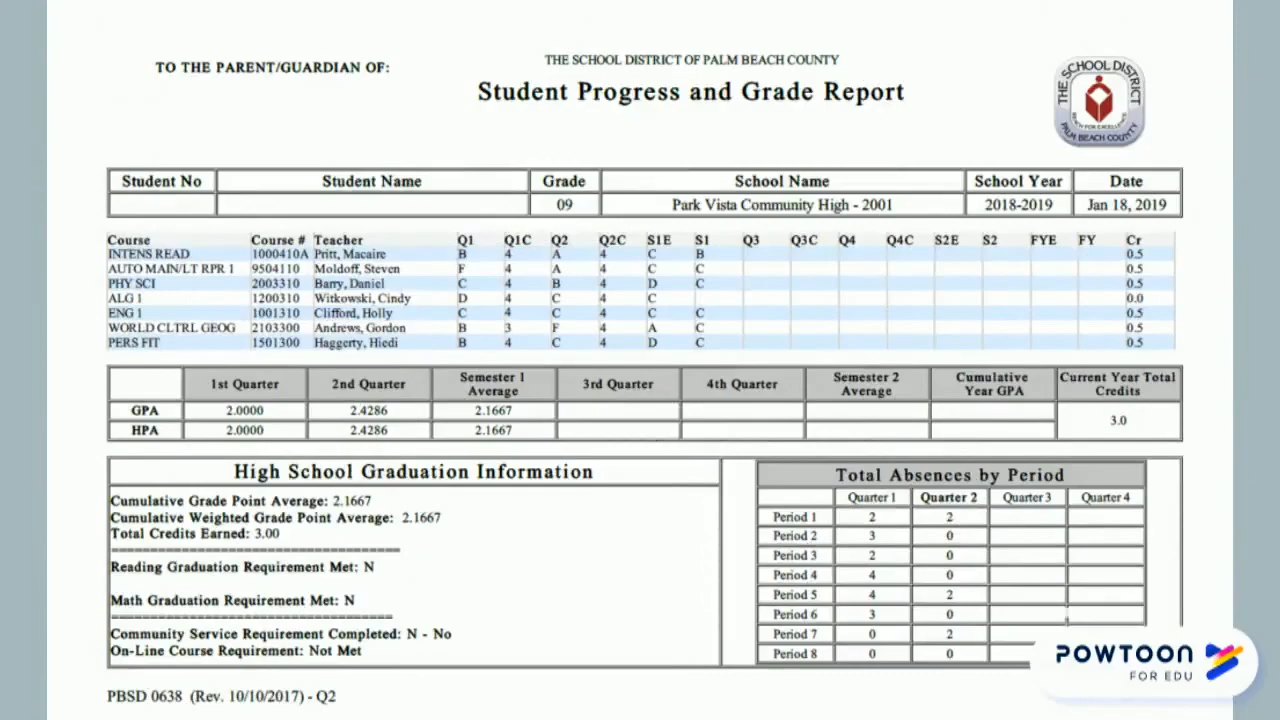 THE SCHOOL DISTRICT OF PALM BEACH COUNTY
TO THE PARENT/GUARDIAN OF:
Student Progress and Grade Report
THE SCHOOL DISTRICT
REACH FOR EXCELLENCE
PALM BEACH COUNTY
Student No Student Name Grade School Name School Year Date
09 Park Vista Community High - 2001 2018-2019 Jan 18, 2019
Course Course # Teacher Q1 Q1C Q2 Q2C S1E S1 Q3 Q3C Q4 Q4C S2E S2 FYE FY Cr
INTENS READ 1000410A Pritt, Macaire B 4 A 4 C B 0.5
AUTO MAIN/LT RPR 1 9504110 Moldoff, Steven F 4 A 4 C C 0.5
PHY SCI 2003310 Barry, Daniel C 4 B 4 D C 0.5
ALG 1 1200310 Witkowski, Cindy D 4 C 4 C 0.0
ENG 1 1001310 Clifford, Holly C 4 C 4 C C 0.5
WORLD CLTRL GEOG 2103300 Andrews, Gordon B 3 F 4 A C 0.5
PERS FIT 1501300 Haggerty, Hiedi B 4 C 4 D C 0.5
1st Quarter 2nd Quarter Semester 1 Average 3rd Quarter 4th Quarter Semester 2 Average Cumulative Year GPA Current Year Total Credits
GPA 2.0000 2.4286 2.1667 3.0
HPA 2.0000 2.4286 2.1667
High School Graduation Information
Cumulative Grade Point Average: 2.1667
Cumulative Weighted Grade Point Average: 2.1667
Total Credits Earned: 3.00
Reading Graduation Requirement Met: N
Math Graduation Requirement Met: N
Community Service Requirement Completed: N - No
On-Line Course Requirement: Not Met
Total Absences by Period
Quarter 1 Quarter 2 Quarter 3 Quarter 4
Period 1 2 2
Period 2 3 0
Period 3 2 0
Period 4 4 0
Period 5 4 2
Period 6 3 0
Period 7 0 2
Period 8 0 0
PBSD 0638 (Rev. 10/10/2017) - Q2
POWTOON
FOR EDU